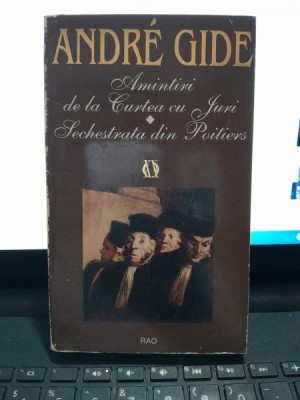 ANDRÉ GIDE
Amintiri
de la Curtea cu Juri
Sechestrata din Poitiers
RAO